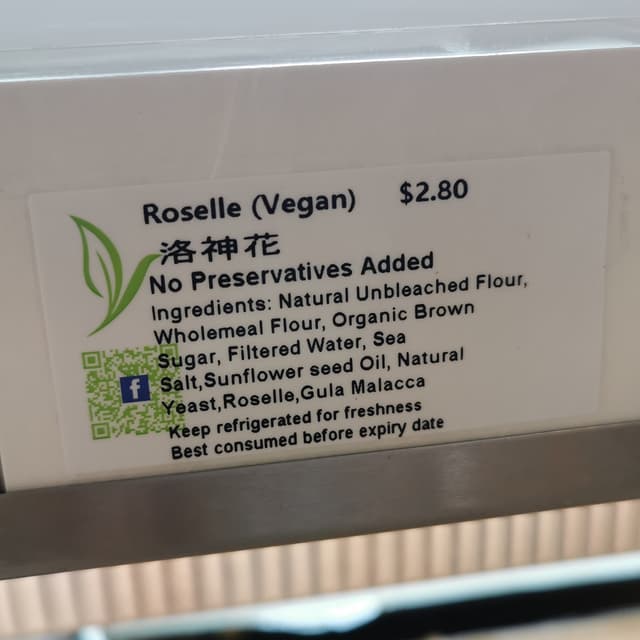 Roselle (Vegan) $2.80
洛神花
No Preservatives Added
Ingredients: Natural Unbleached Flour,
Wholemeal Flour, Organic Brown
Sugar, Filtered Water, Sea
Salt,Sunflower seed Oil, Natural
Yeast,Roselle,Gula Malacca
Keep refrigerated for freshness
Best consumed before expiry date
f